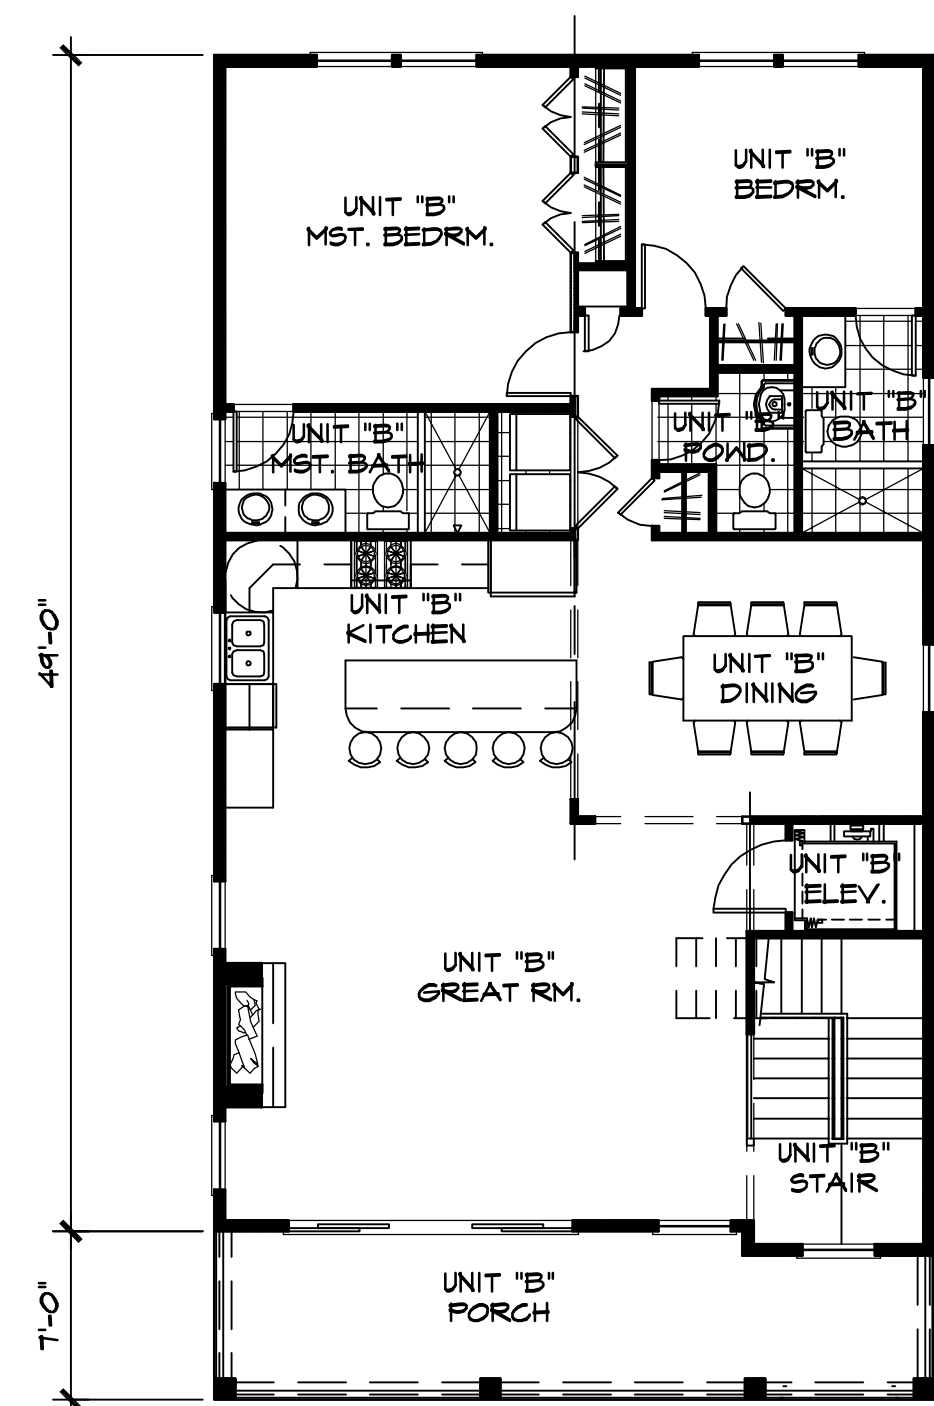 UNIT "B"
BEDRM.
UNIT "B"
MST. BEDRM.
UNIT "B"
BATH
UNIT "B"
POWD.
UNIT "B"
MST. BATH
UNIT "B"
KITCHEN
49'-0"
UNIT "B"
DINING
UNIT "B"
ELEV.
UNIT "B"
GREAT RM.
UNIT "B"
STAIR
UNIT "B"
PORCH
7'-0"